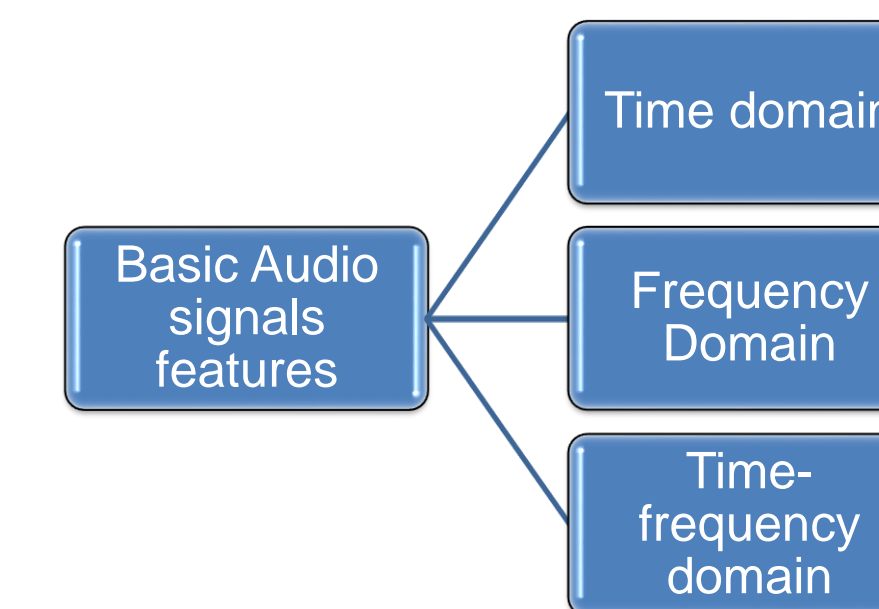 Time domain
Basic Audio
signals
features
Frequency
Domain
Time-
frequency
domain